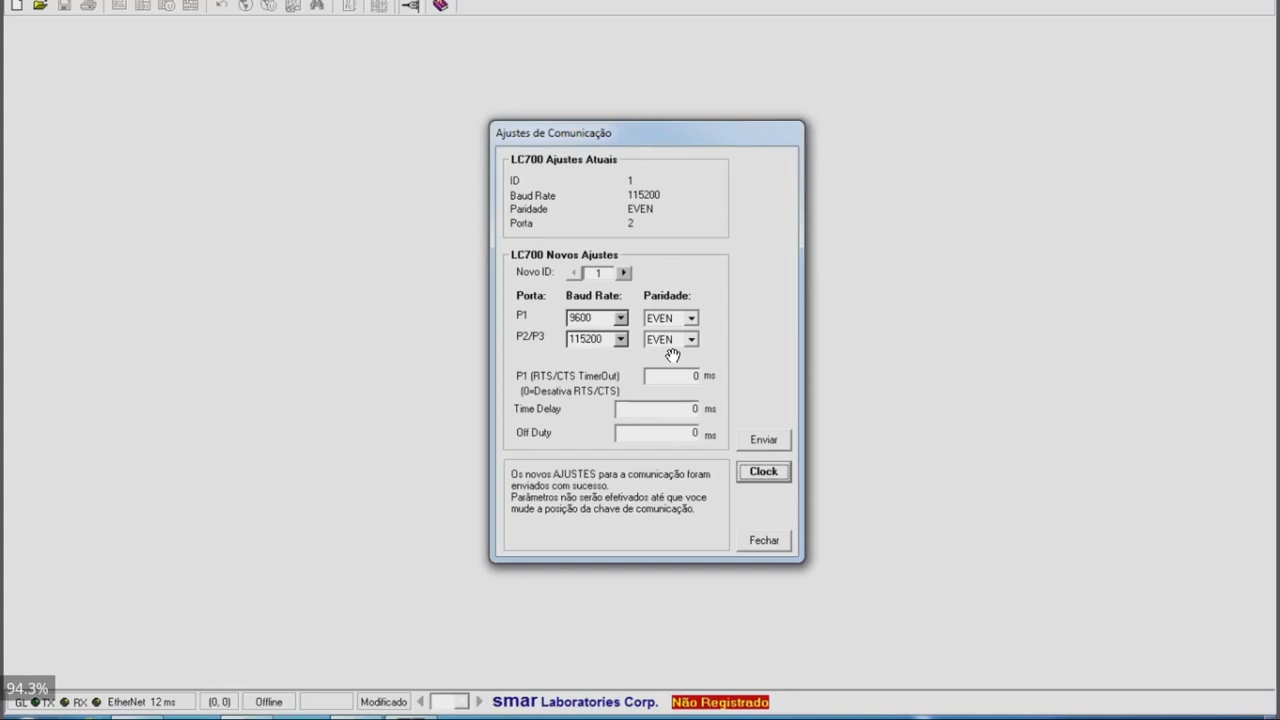 Ajustes de Comunicação
LC700 Ajustes Atuais
ID 1
Baud Rate 115200
Paridade EVEN
Porta 2
LC700 Novos Ajustes
Novo ID: 1
Porta: Baud Rate: Paridade:
P1 9600 EVEN
P2/P3 115200 EVEN
P1 (RTS/CTS TimerOut) 0 ms
(0=Desativa RTS/CTS)
Time Delay 0 ms
Off Duty 0 ms
Enviar
Clock
Os novos AJUSTES para a comunicação foram
enviados com sucesso.
Parâmetros não serão efetivados até que voce
mude a posição da chave de comunicação.
Fechar
94.3%
GL TX RX EtherNet 12 ms (0, 0) Offline Modificado smar Laboratories Corp. Não Registrado